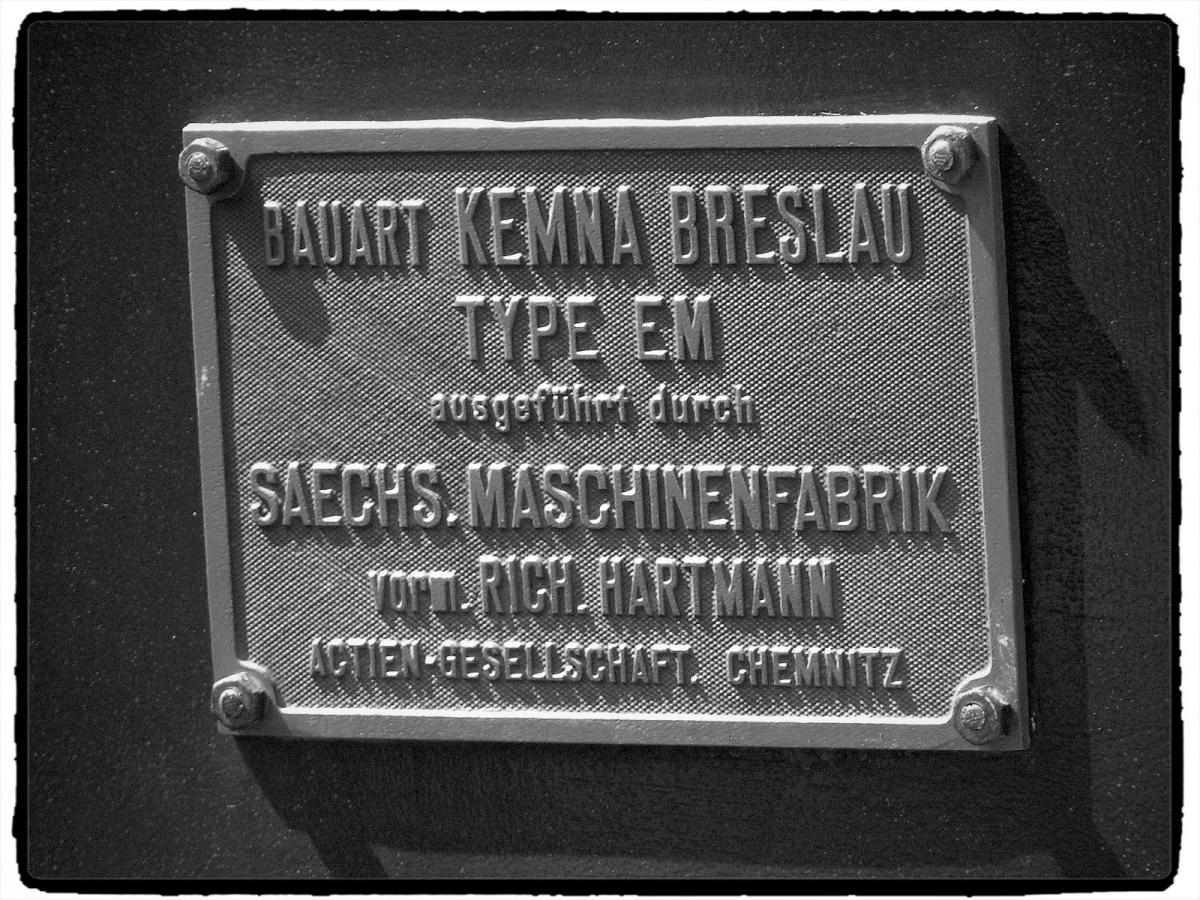 BAUART KEMNA BRESLAU
TYPE EM
ausgeführt durch
SAECHS. MASCHINENFABRIK
vorm. RICH. HARTMANN
ACTIEN-GESELLSCHAFT. CHEMNITZ